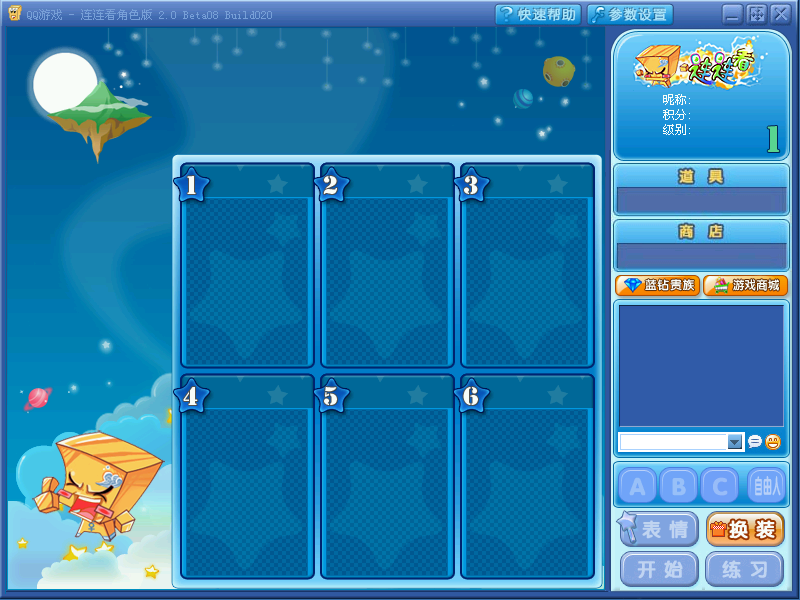 QQ游戏 - 连连看角色版 2.0 Beta08 Build020
? 快速帮助
参数设置
连连看
昵称:
积分:
级别:
1
道 具
商 店
蓝钻贵族
游戏商城
1
2
3
4
5
6
A
B
C
自由人
表 情
换 装
开 始
练 习